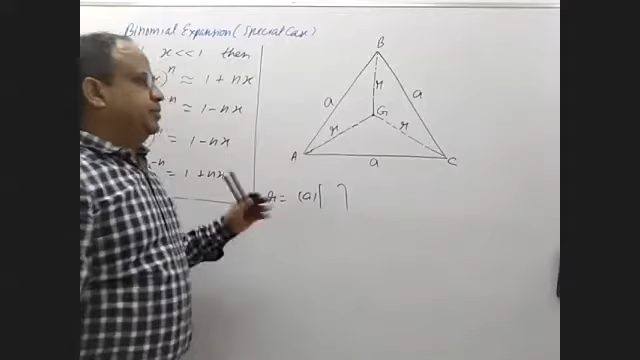 Binomial Expansion (Special Case)
x << 1 then
)ⁿ ≈ 1 + nx
≈ 1 - nx
= 1 - nx
= 1 + nx
B
a
a
r
G
r
r
A
a
C
r = (a) [ ]